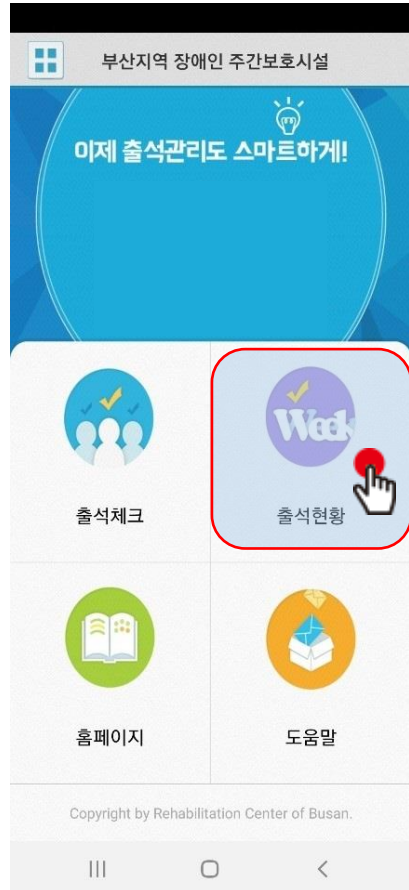 부산지역 장애인 주간보호시설
이제 출석관리도 스마트하게!
Week
출석체크
출석현황
홈페이지
도움말
Copyright by Rehabilitation Center of Busan.